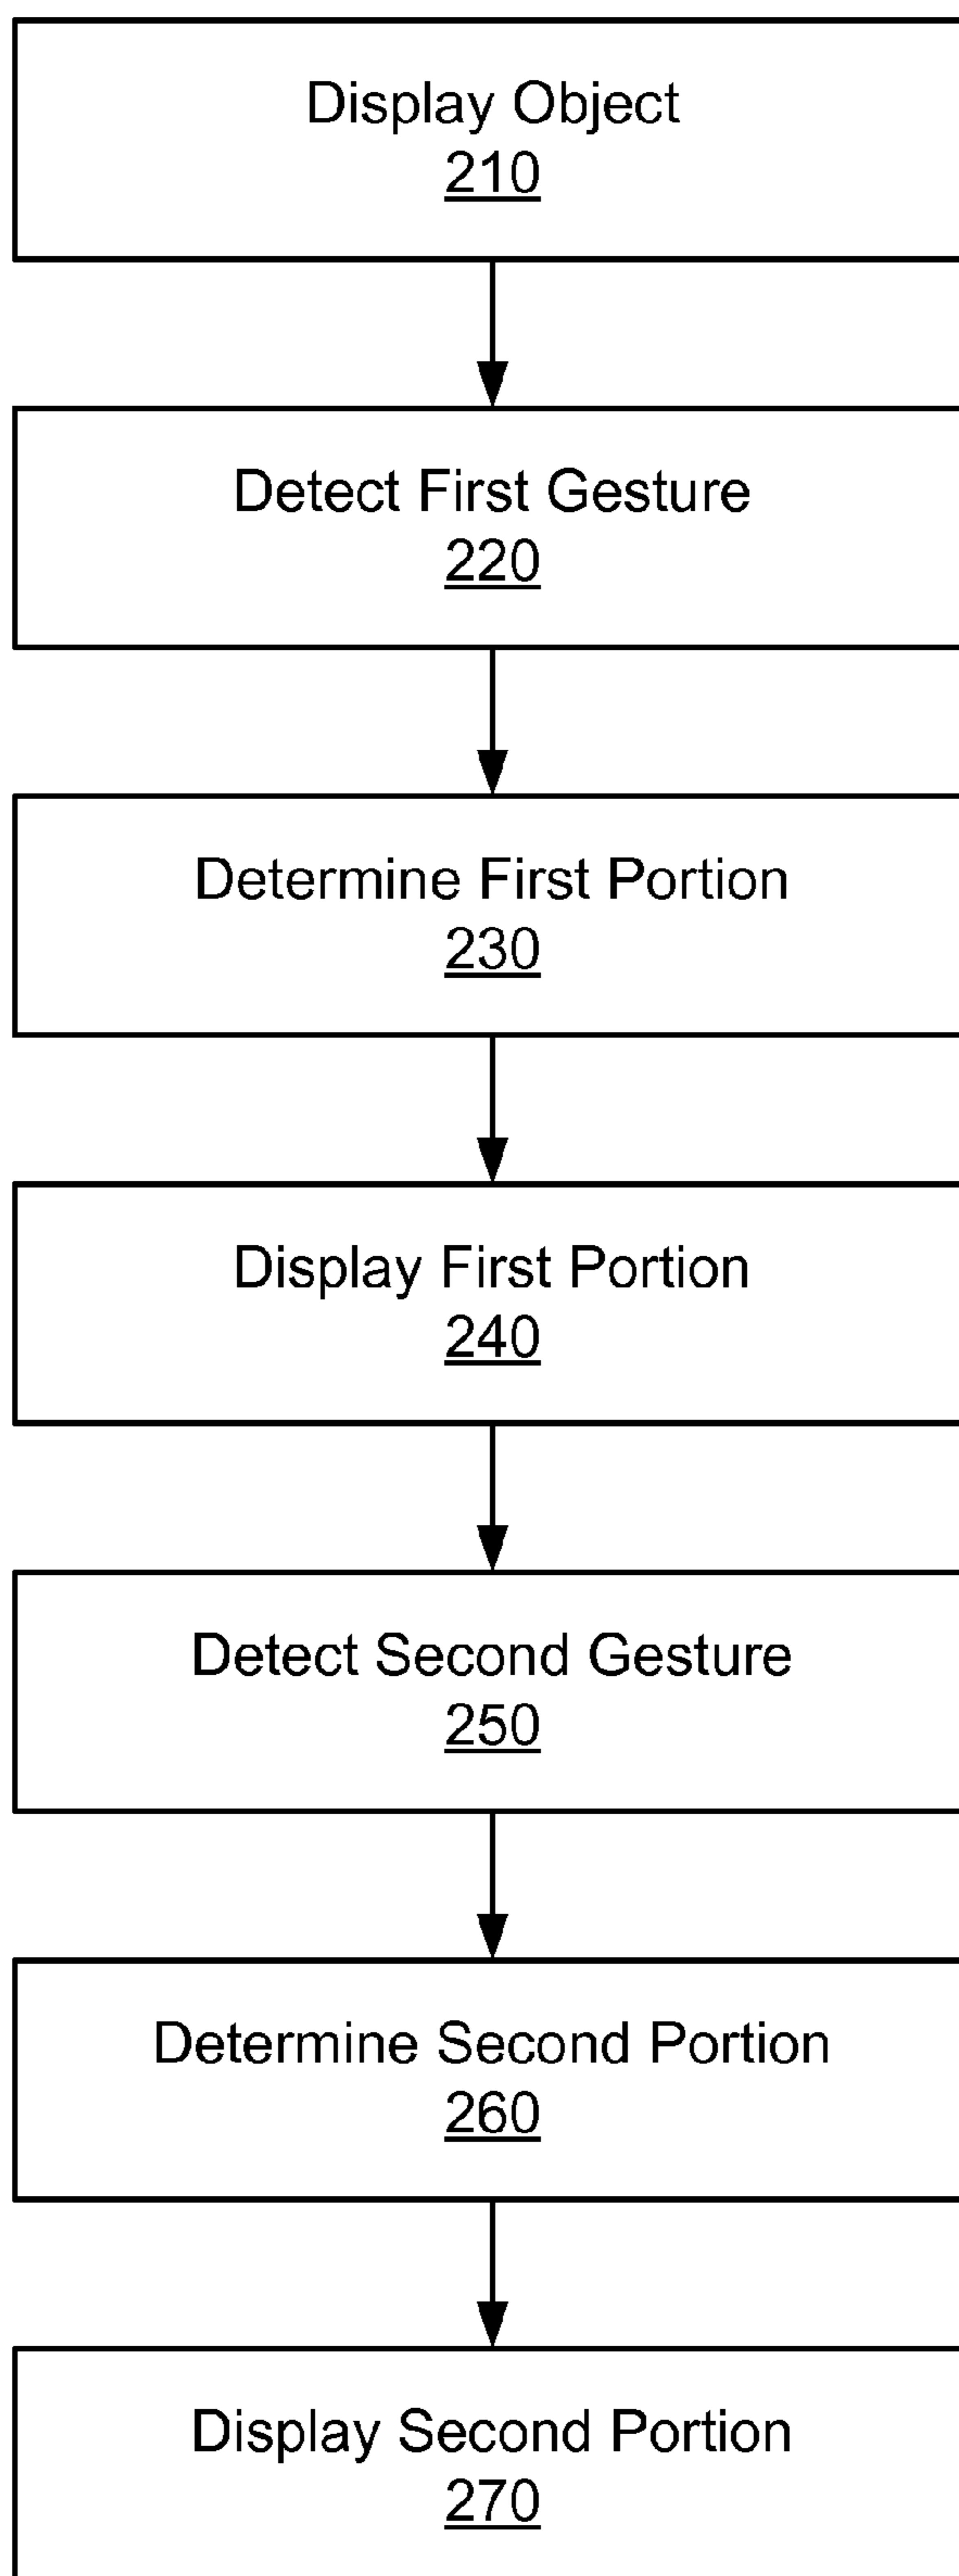 Display Object
210
Detect First Gesture
220
Determine First Portion
230
Display First Portion
240
Detect Second Gesture
250
Determine Second Portion
260
Display Second Portion
270